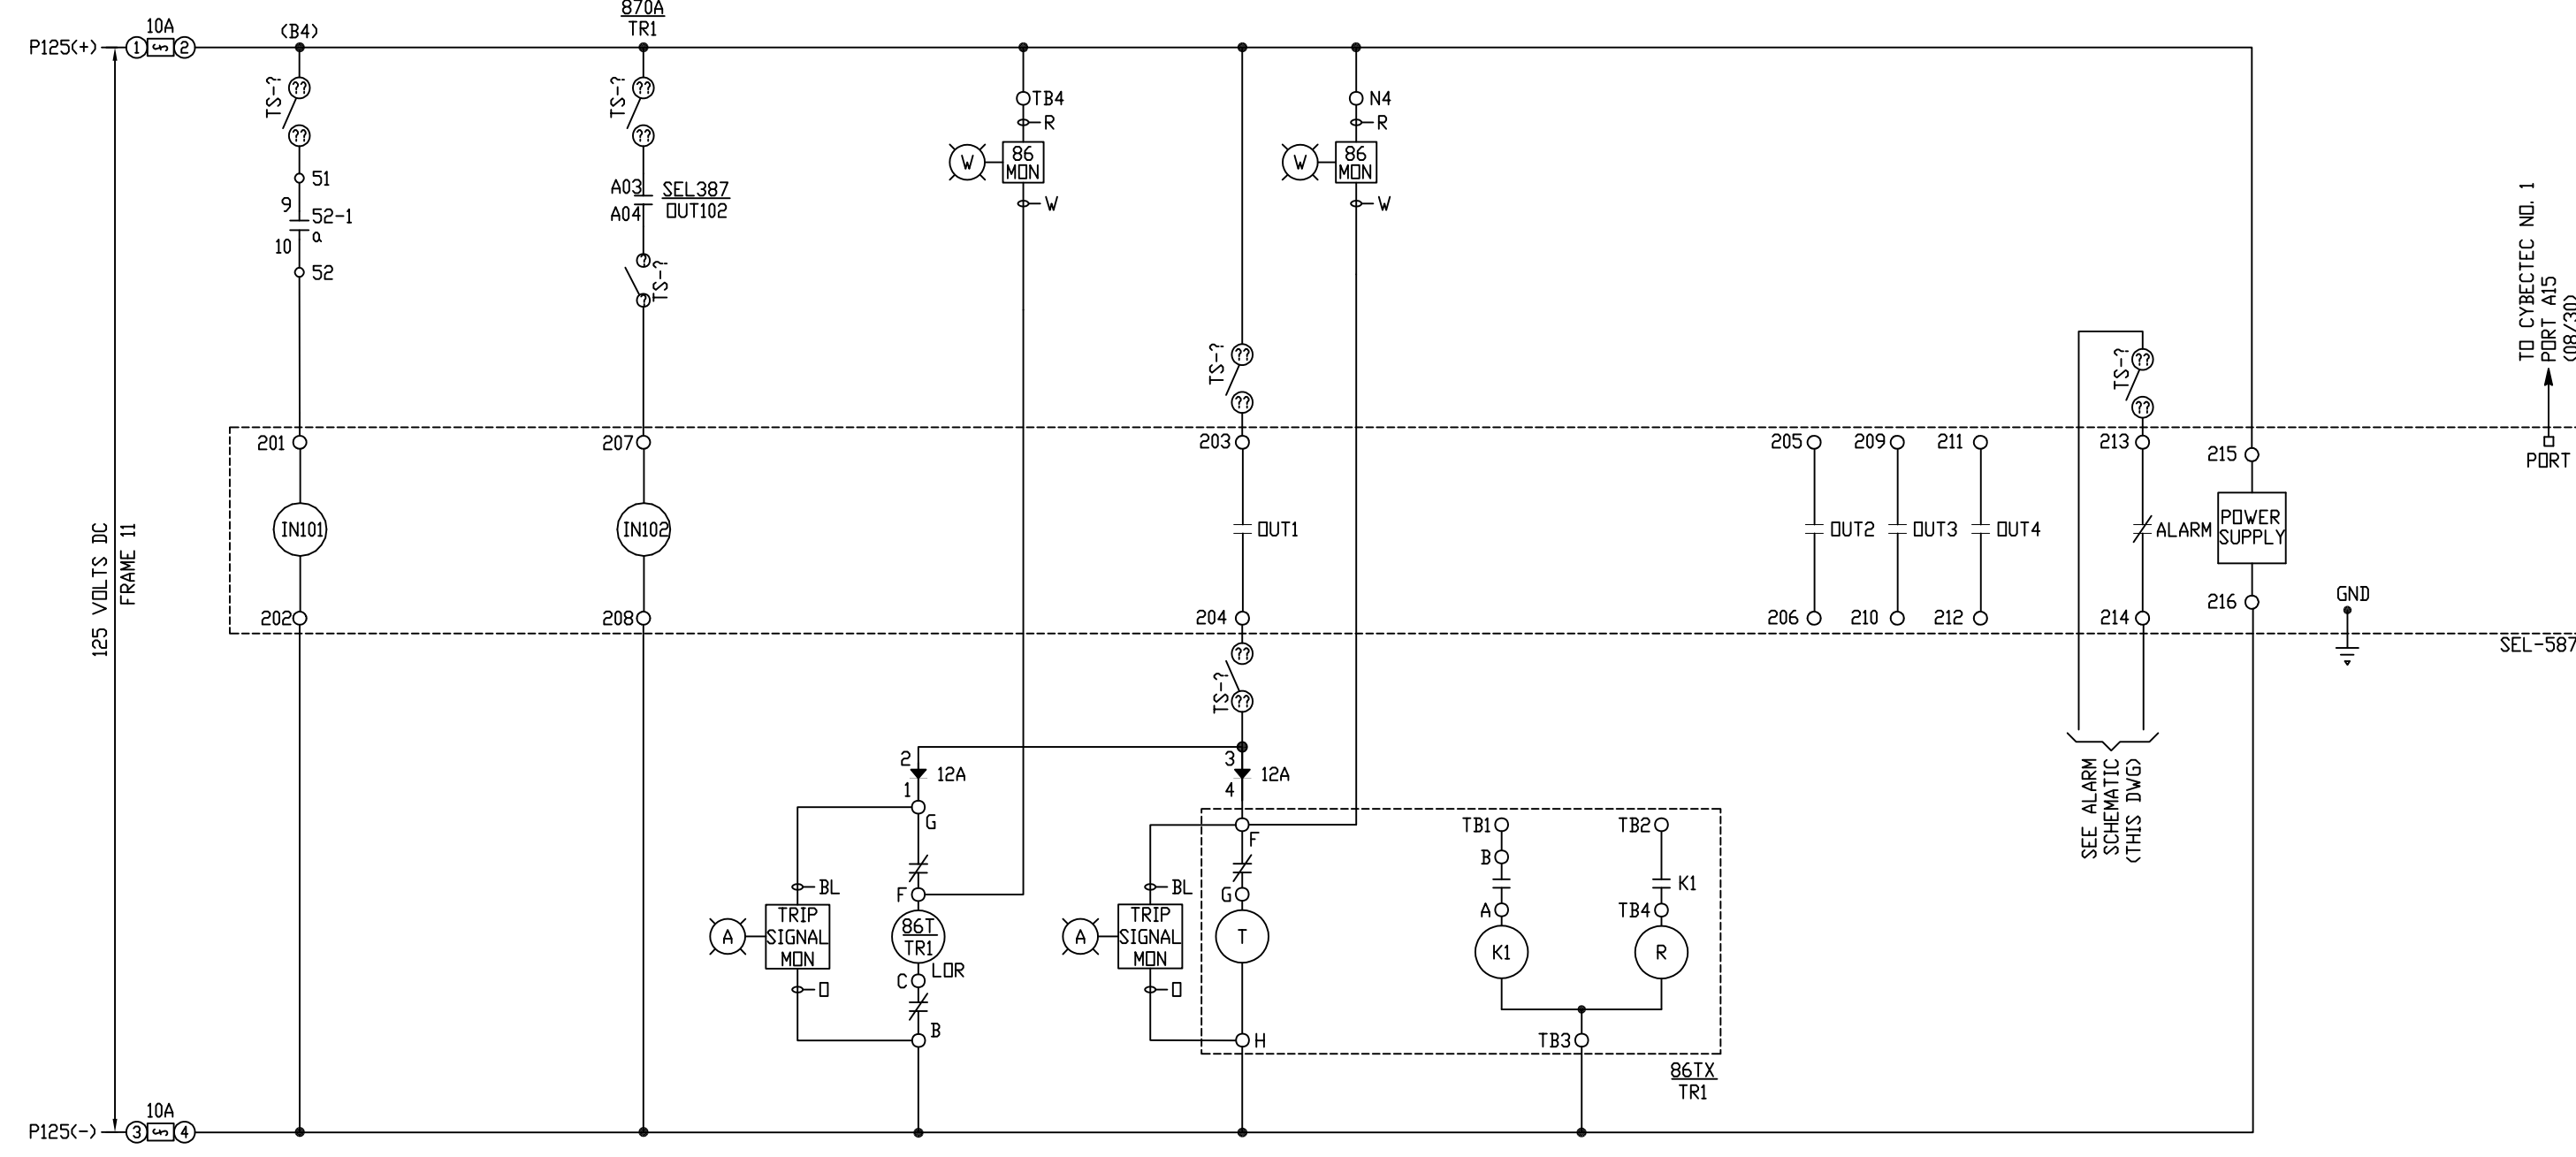 870A
TR1
10A
(B4)
P125(+)
1
2
TS-?
??
??
51
9
52-1
a
10
52
TS-?
??
??
A03
SEL387
A04
OUT102
?
TS-?
?
TB4
R
W
86
MON
W
N4
R
W
86
MON
W
TS-?
??
??
TS-?
??
??
TO CYBECTEC NO. 1
PORT A15
(08/30)
PORT
125 VOLTS DC
FRAME 11
201
207
203
205
209
211
213
215
IN101
IN102
OUT1
OUT2
OUT3
OUT4
ALARM
POWER
SUPPLY
202
208
204
206
210
212
214
216
GND
SEL-587
TS-?
??
??
2
12A
1
G
3
12A
4
F
SEE ALARM
SCHEMATIC
(THIS DWG)
BL
F
A
TRIP
SIGNAL
MON
86T
TR1
LOR
C
O
B
BL
G
A
TRIP
SIGNAL
MON
T
O
H
TB1
B
A
K1
TB2
K1
TB4
R
TB3
86TX
TR1
10A
P125(-)
3
4